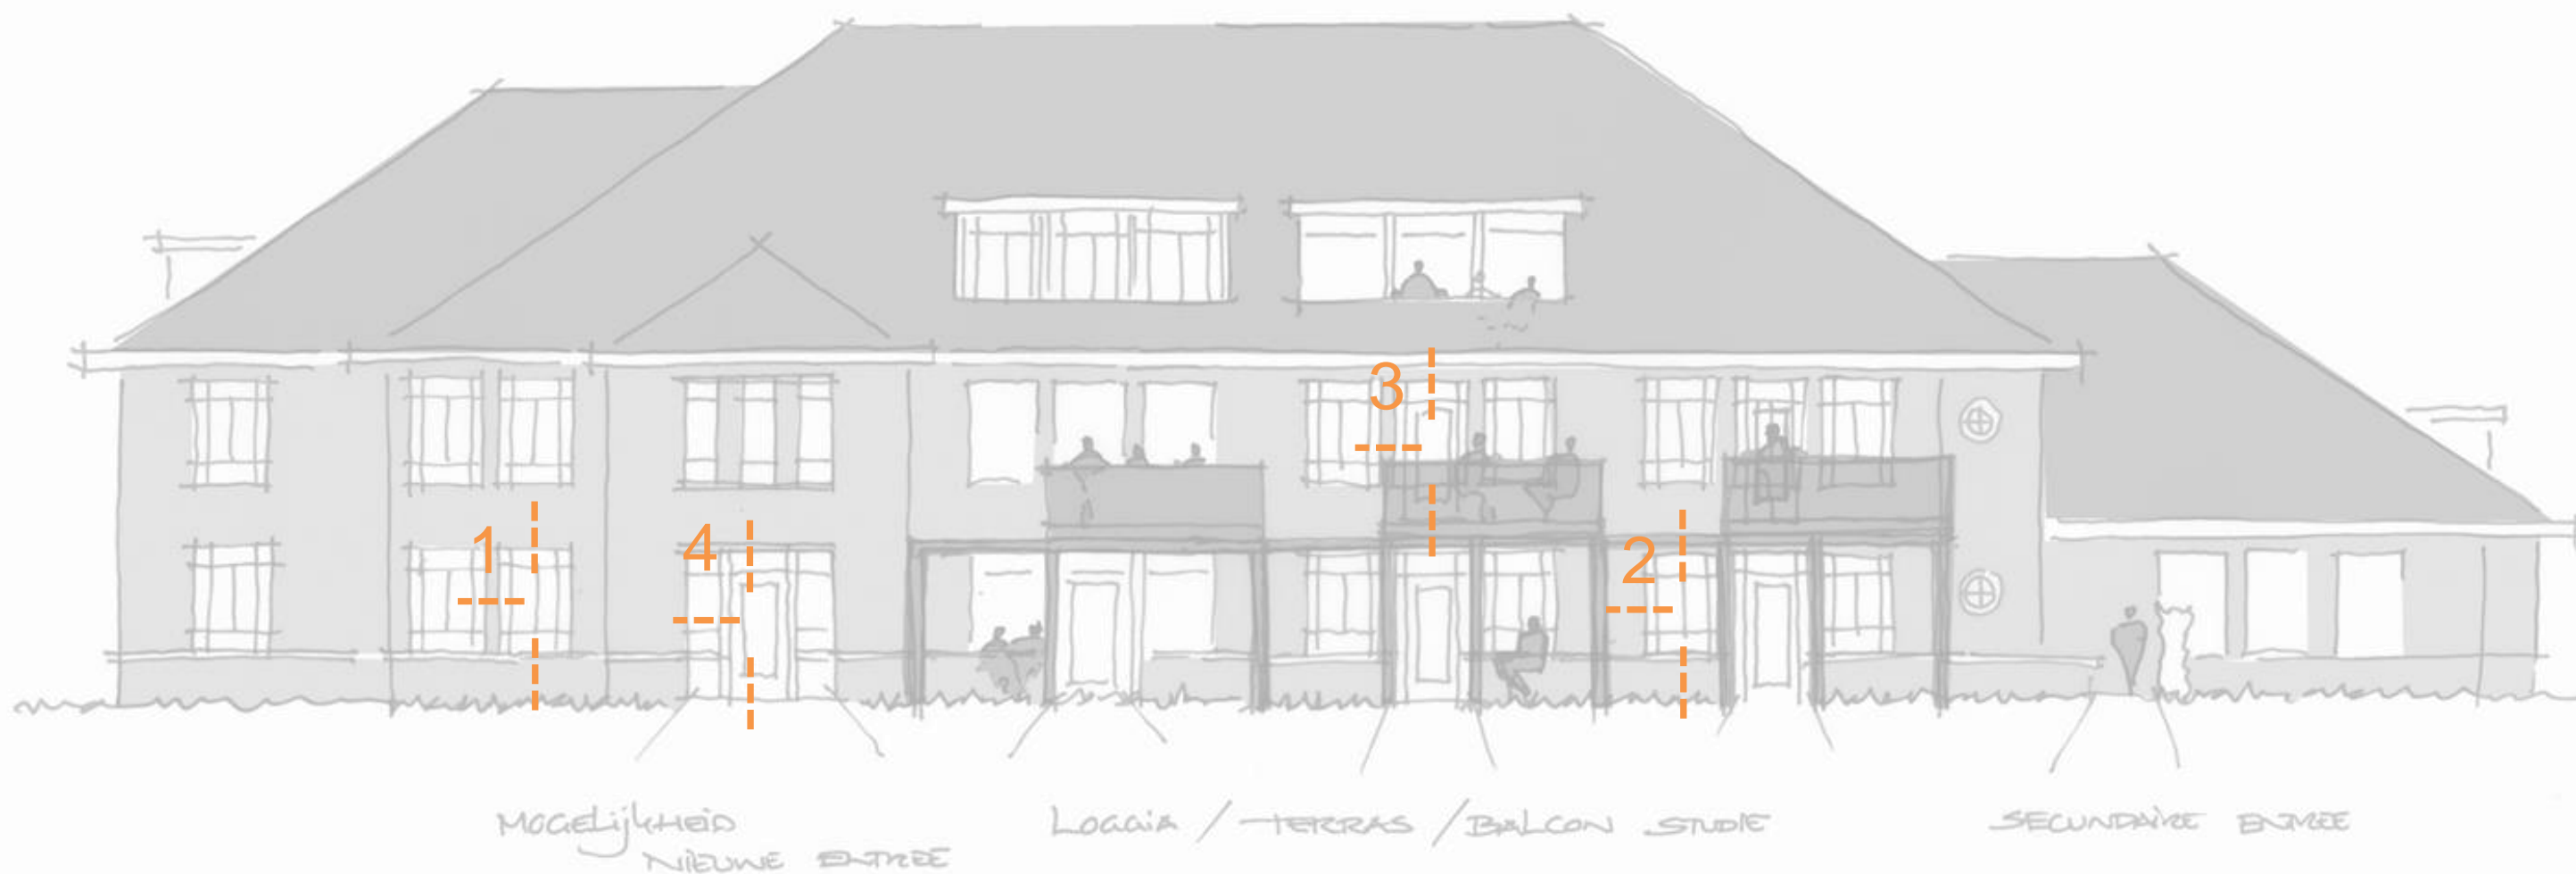 3
1
4
2
MOGELIJKHEID
NIEUWE ENTREE
LOGGIA / TERRAS / BALCON STUDIE
SECUNDAIRE ENTREE